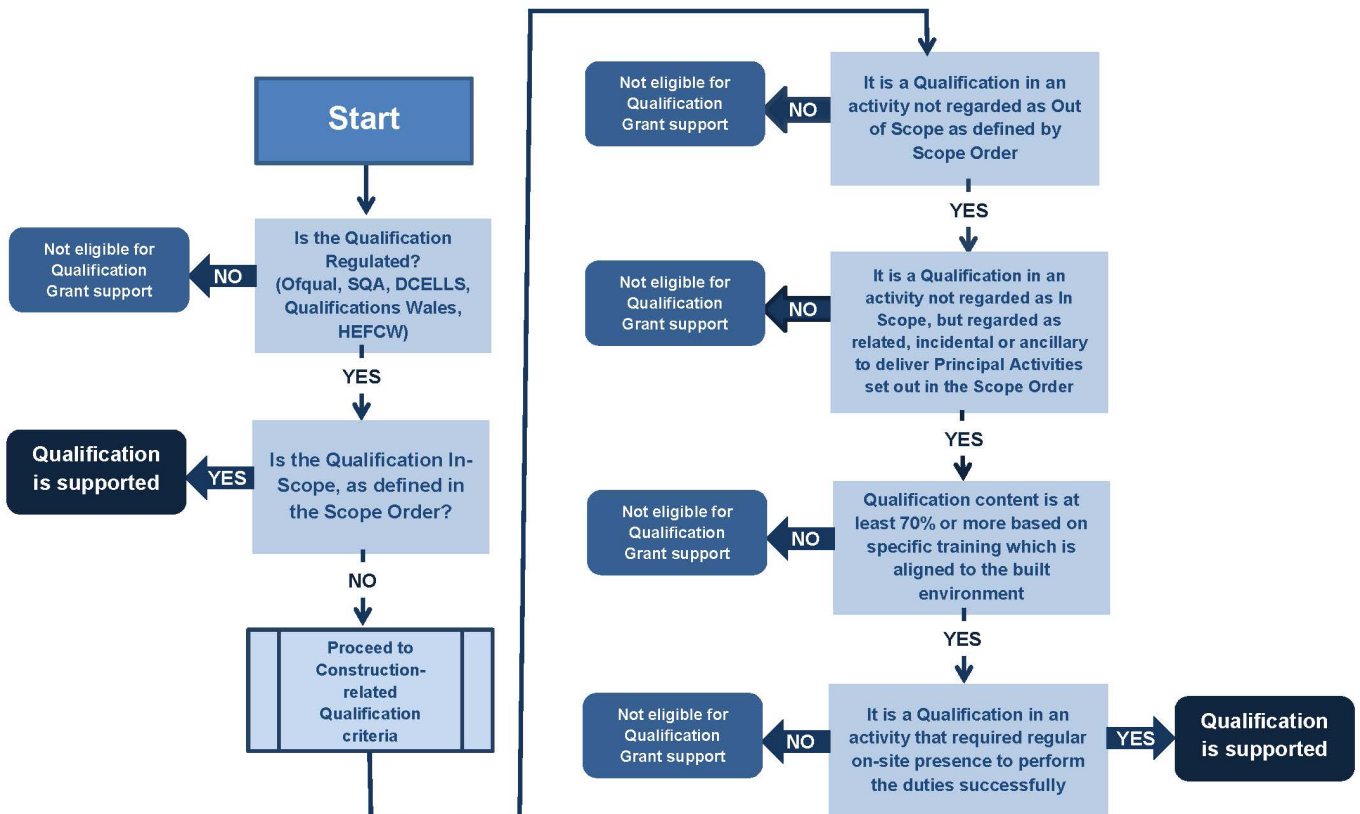 Start
Is the Qualification
Regulated?
(Ofqual, SQA, DCELLS,
Qualifications Wales,
HEFCW)
NO
Not eligible for
Qualification
Grant support
YES
Is the Qualification In-
Scope, as defined in
the Scope Order?
YES
Qualification
is supported
NO
Proceed to
Construction-
related
Qualification
criteria
It is a Qualification in an
activity not regarded as Out
of Scope as defined by
Scope Order
NO
Not eligible for
Qualification
Grant support
YES
It is a Qualification in an
activity not regarded as In
Scope, but regarded as
related, incidental or ancillary
to deliver Principal Activities
set out in the Scope Order
NO
Not eligible for
Qualification
Grant support
YES
Qualification content is at
least 70% or more based on
specific training which is
aligned to the built
environment
NO
Not eligible for
Qualification
Grant support
YES
It is a Qualification in an
activity that required regular
on-site presence to perform
the duties successfully
NO
Not eligible for
Qualification
Grant support
YES
Qualification
is supported